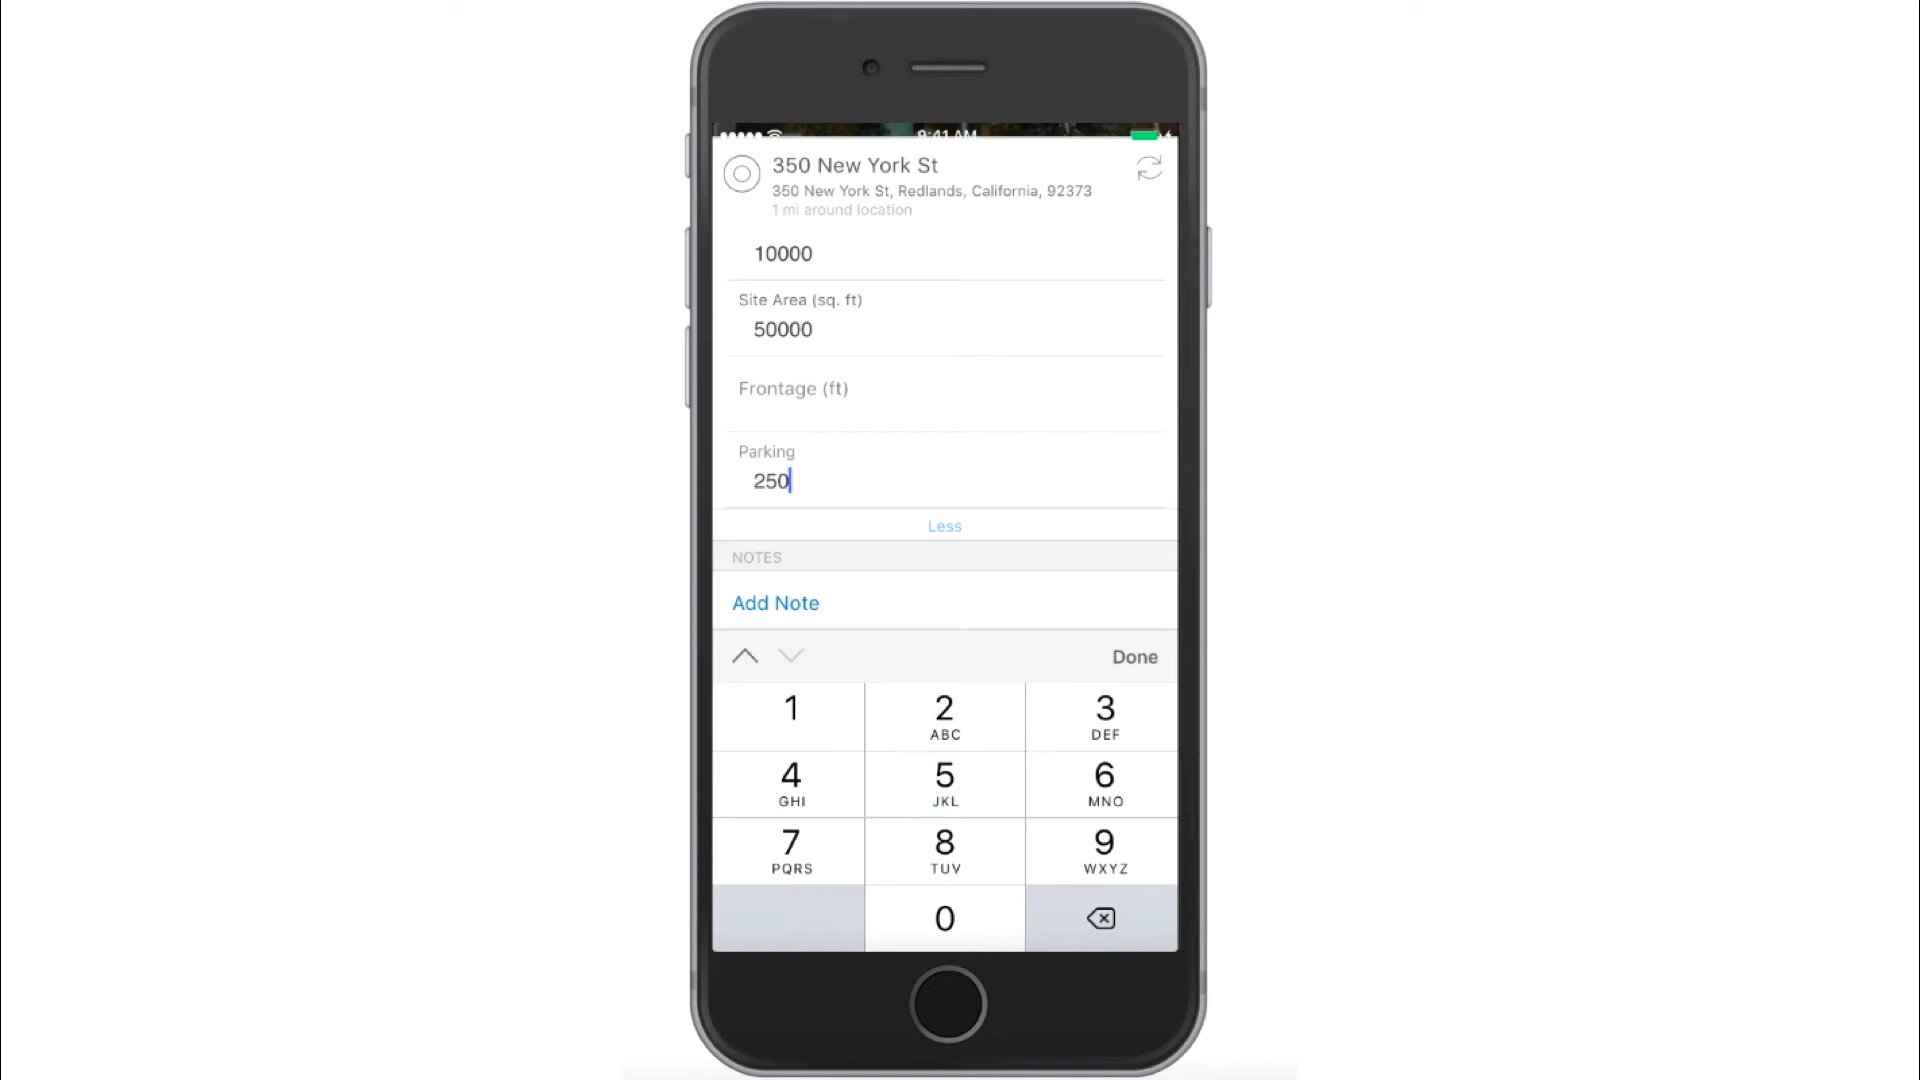 9:41 AM
350 New York St
350 New York St, Redlands, California, 92373
1 mi around location
10000
Site Area (sq. ft)
50000
Frontage (ft)
Parking
250
Less
NOTES
Add Note
Done
1 2 3
ABC DEF
4 5 6
GHI JKL MNO
7 8 9
PQRS TUV WXYZ
0